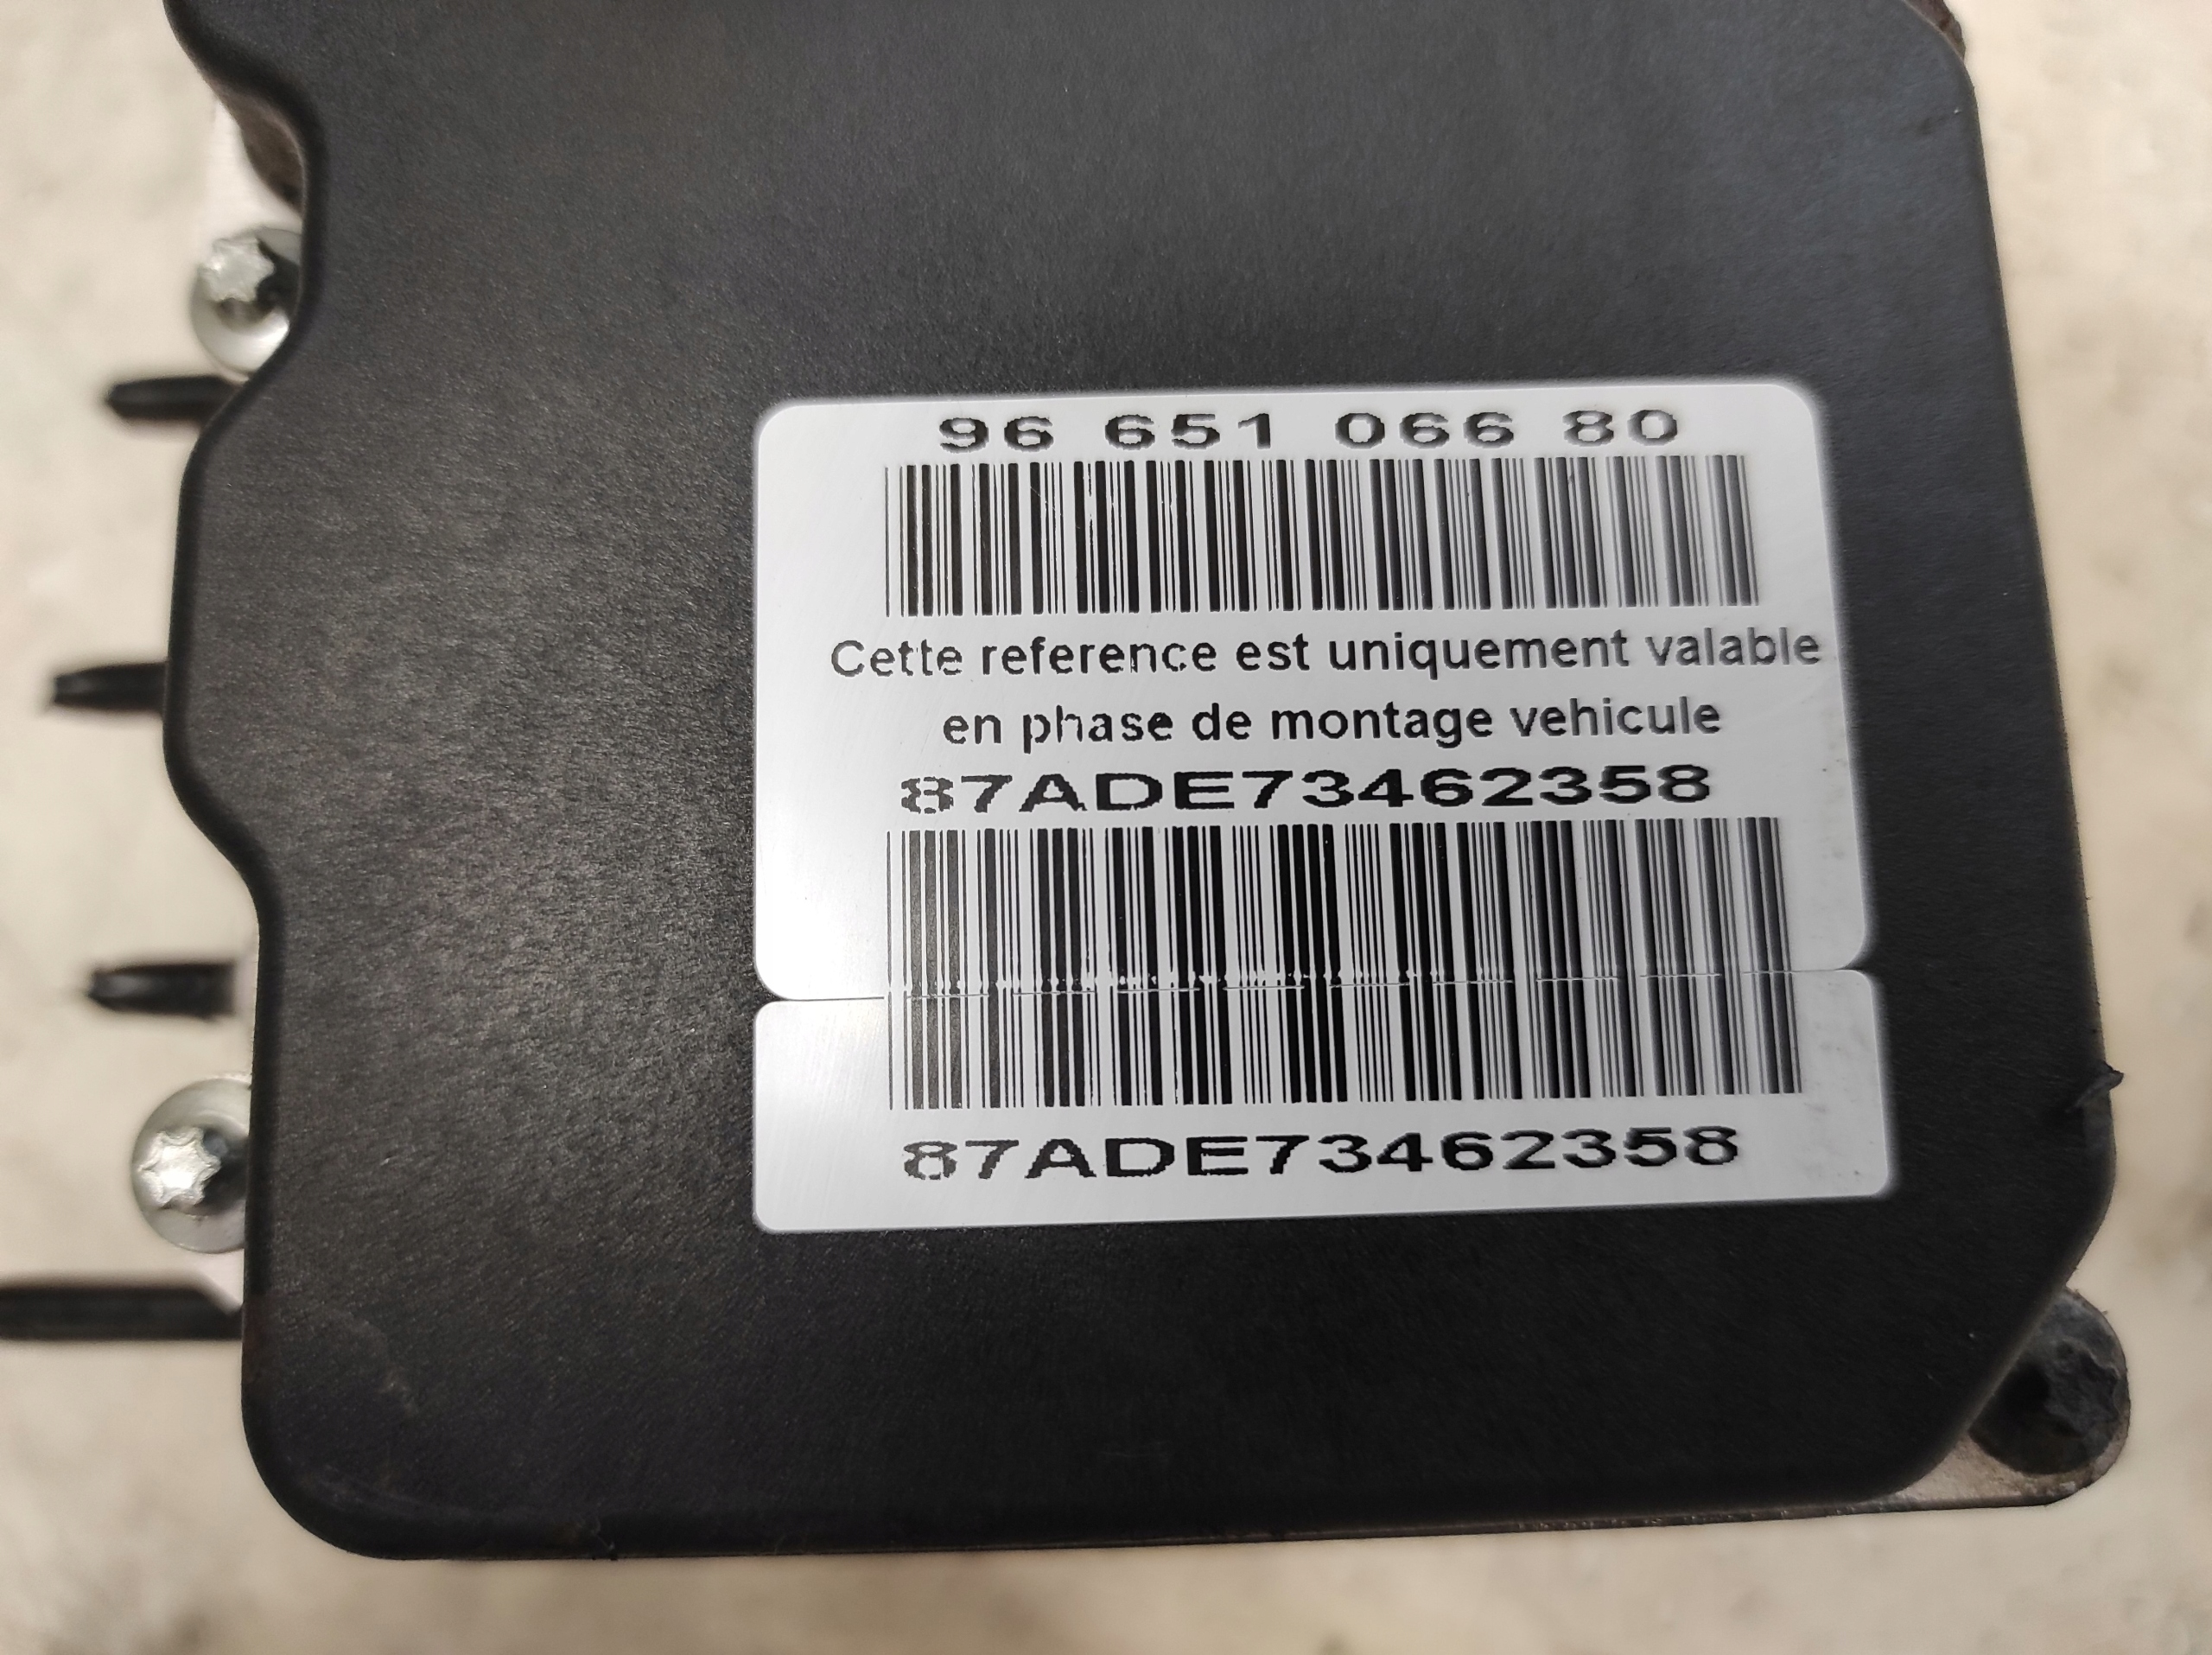 96 651 066 80
Cette reference est uniquement valable
en phase de montage vehicule
87ADE73462358
87ADE73462358